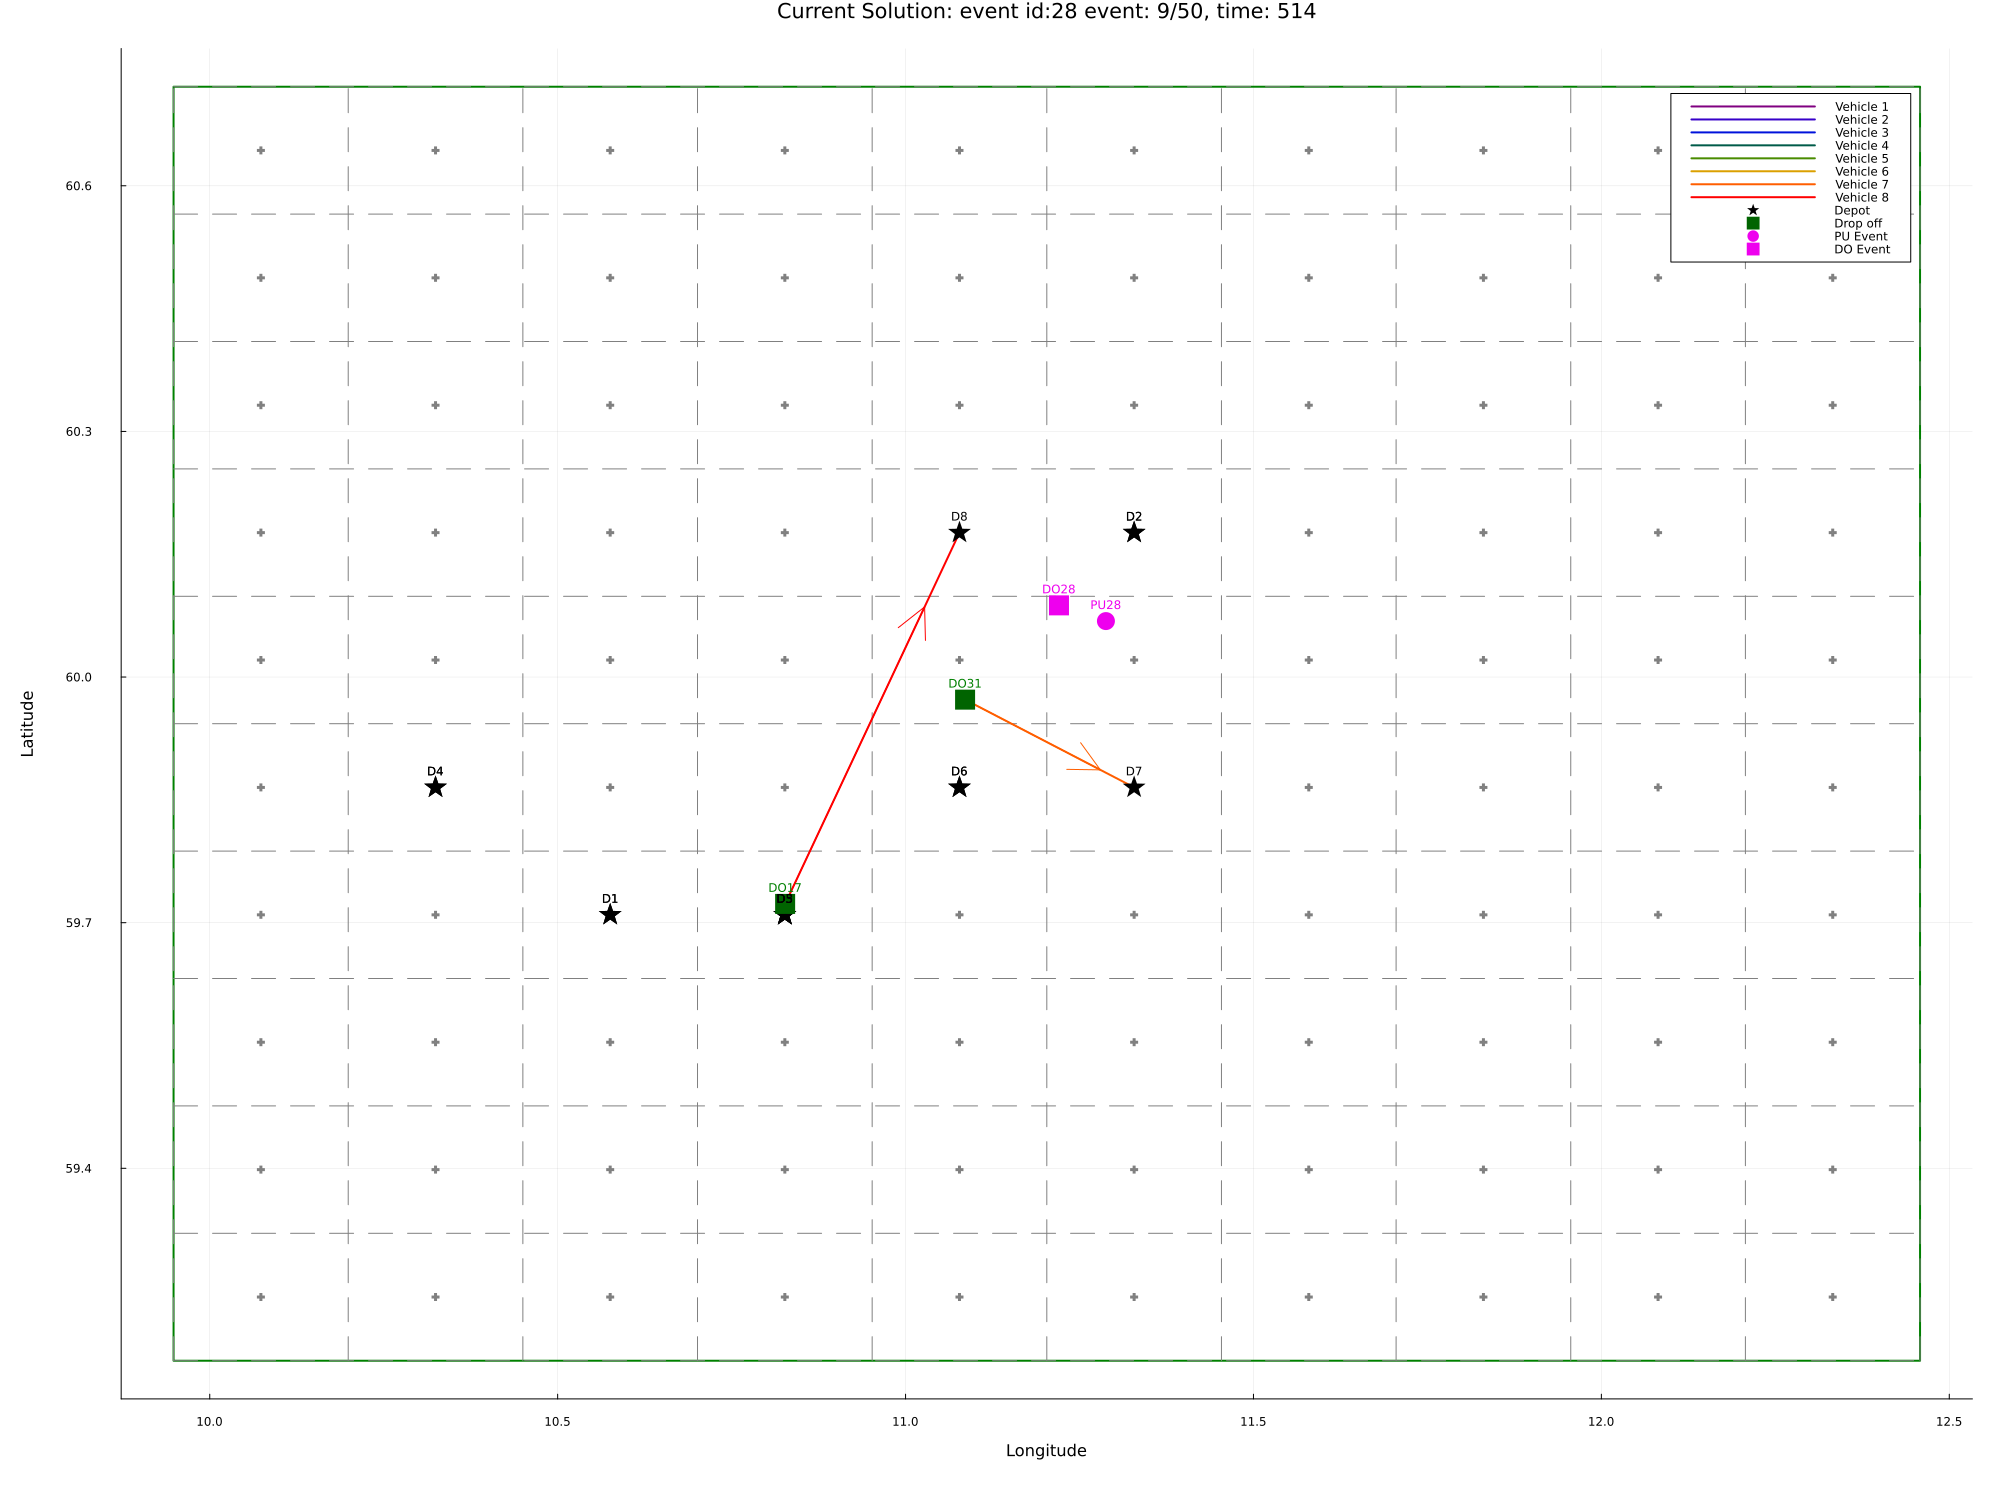 Current Solution: event id:28 event: 9/50, time: 514
Vehicle 1
Vehicle 2
Vehicle 3
Vehicle 4
Vehicle 5
Vehicle 6
Vehicle 7
Vehicle 8
Depot
Drop off
PU Event
DO Event
60.6
60.3
60.0
59.7
59.4
Latitude
D8
D2
DO28
PU28
DO31
D4
D6
D7
DO17
D1
10.0
10.5
11.0
11.5
12.0
12.5
Longitude